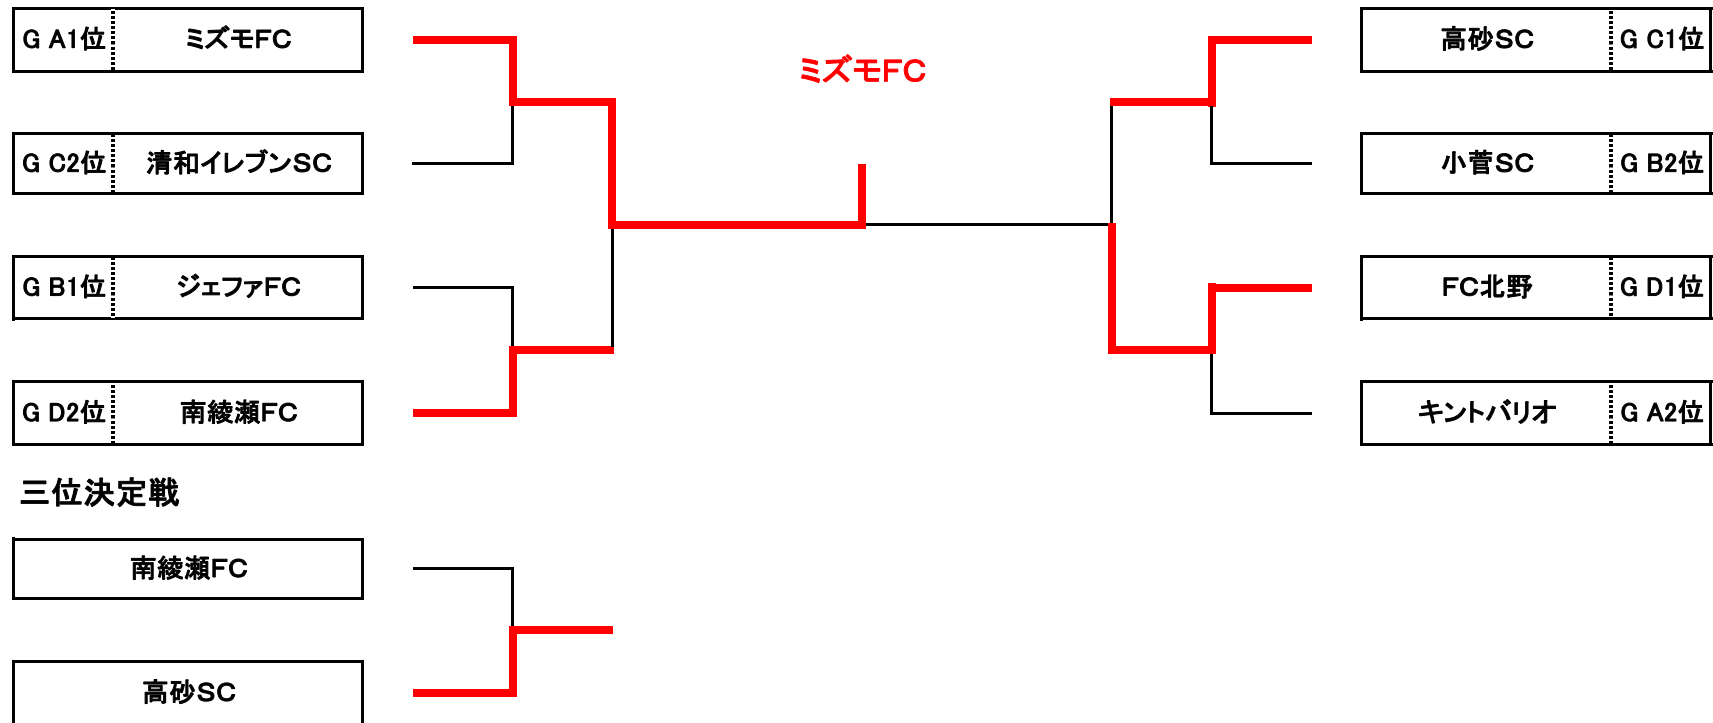 G A1位 ミズモFC
ミズモFC
高砂SC G C1位
G C2位 清和イレブンSC
小菅SC G B2位
G B1位 ジェファFC
FC北野 G D1位
G D2位 南綾瀬FC
キントバリオ G A2位
三位決定戦
南綾瀬FC
高砂SC